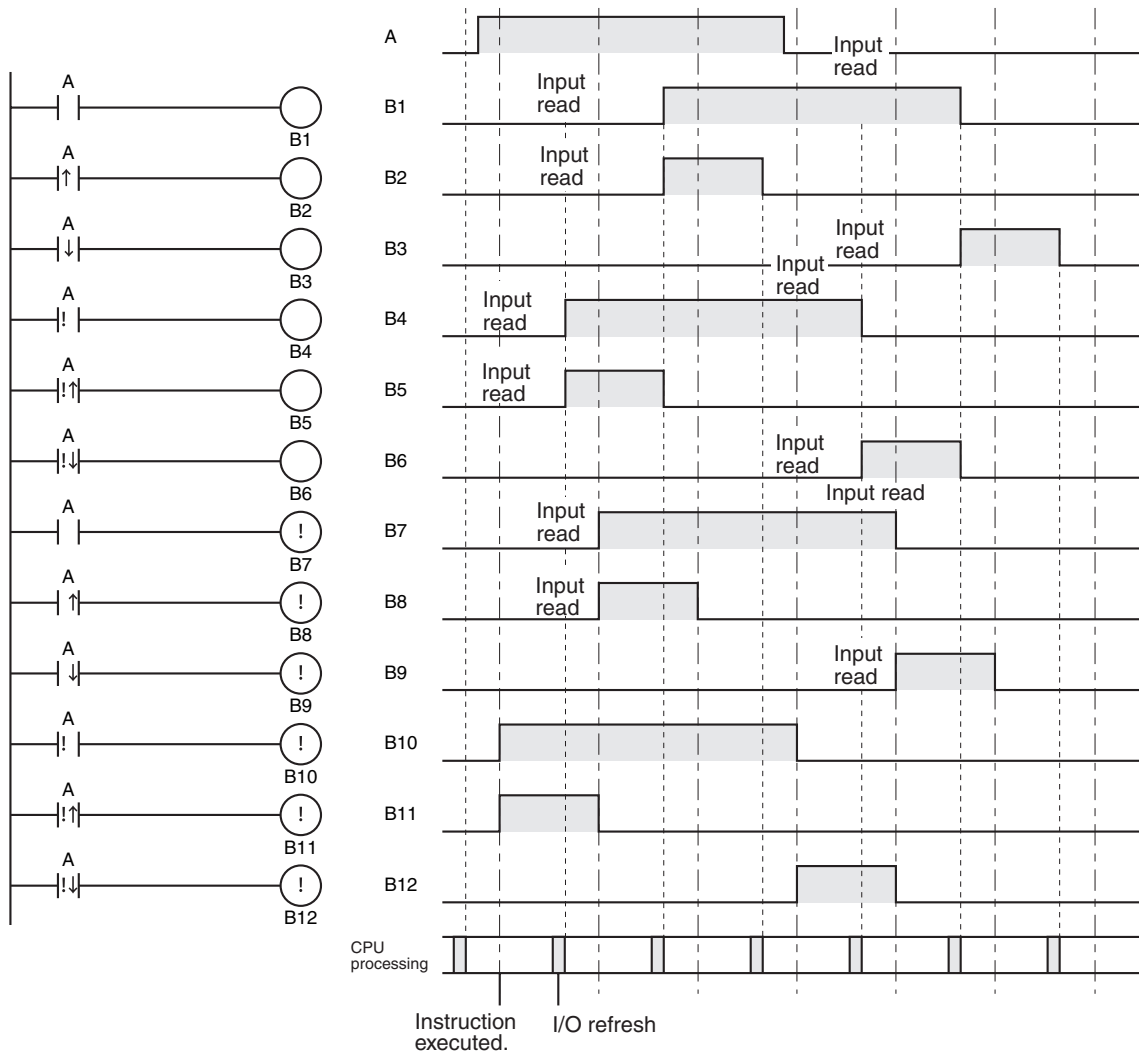 A
Input
read
A
B1
Input
read
B1
A
B2
Input
read
B2
A
B3
Input
read
B3
A
B4
Input
read
Input
read
B4
A
B5
Input
read
B5
A
B6
Input
read
B6
Input read
A
!
B7
Input
read
B7
A
!
B8
Input
read
B8
A
!
B9
Input
read
B9
A
!
!
B10
B10
A
!
!
B11
B11
A
!
!
B12
B12
CPU
processing
Instruction
executed.
I/O refresh